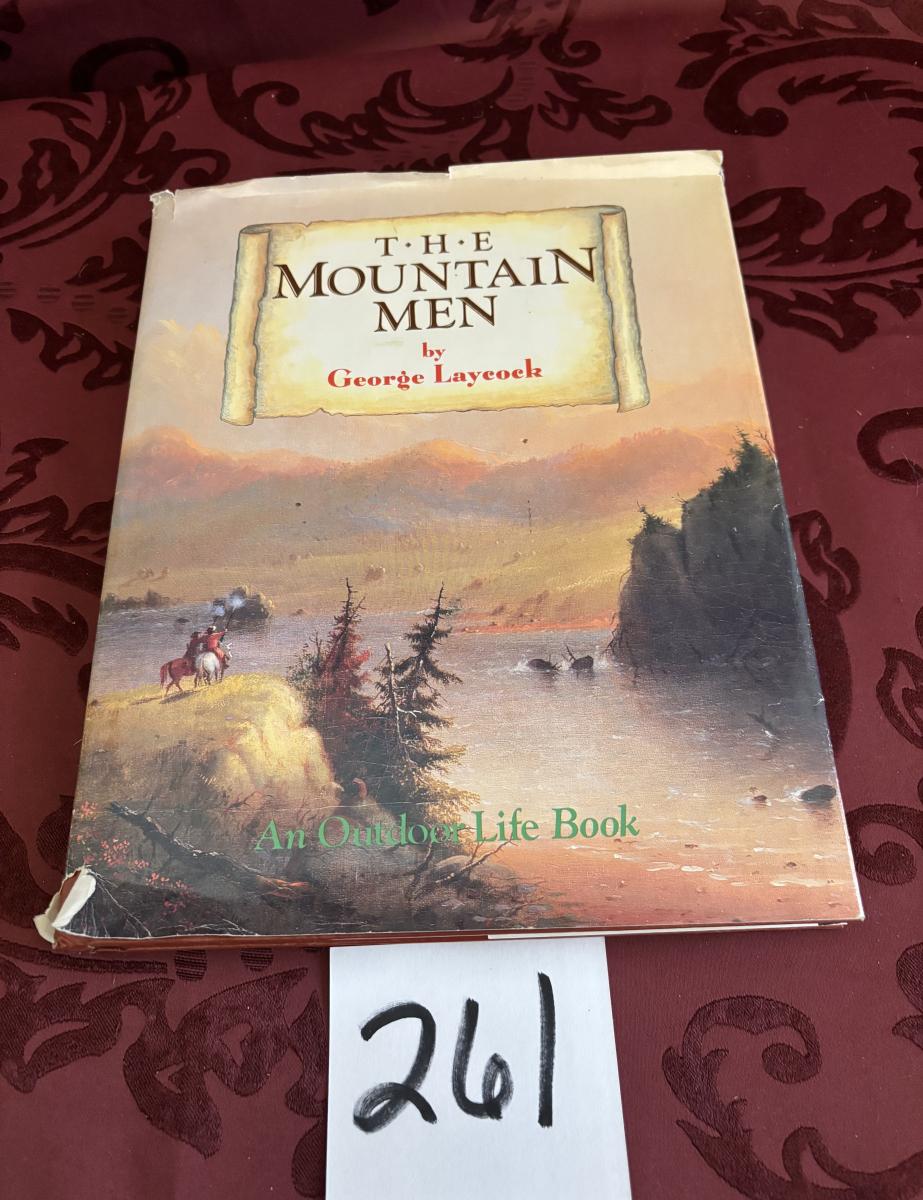 T·H·E
MOUNTAIN
MEN
by
George Laycock
An Outdoor Life Book
261